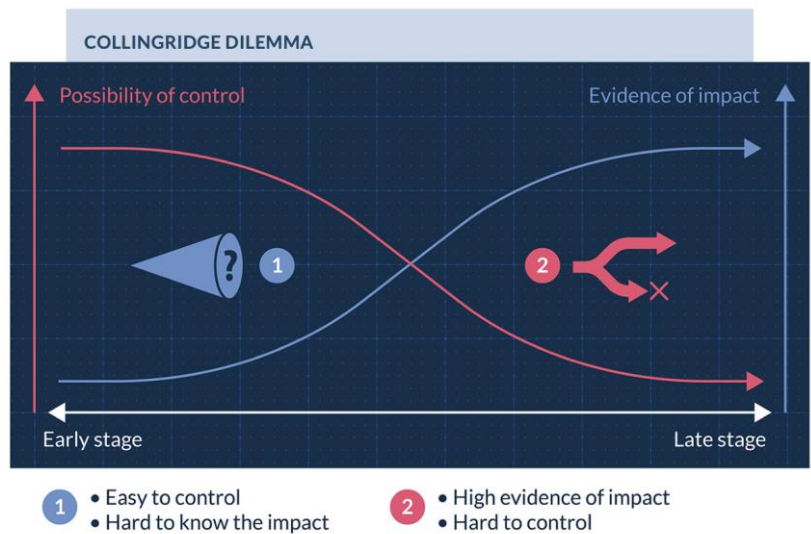 COLLINGRIDGE DILEMMA
Possibility of control
Evidence of impact
?
1
2
Early stage
Late stage
1
• Easy to control
• Hard to know the impact
2
• High evidence of impact
• Hard to control